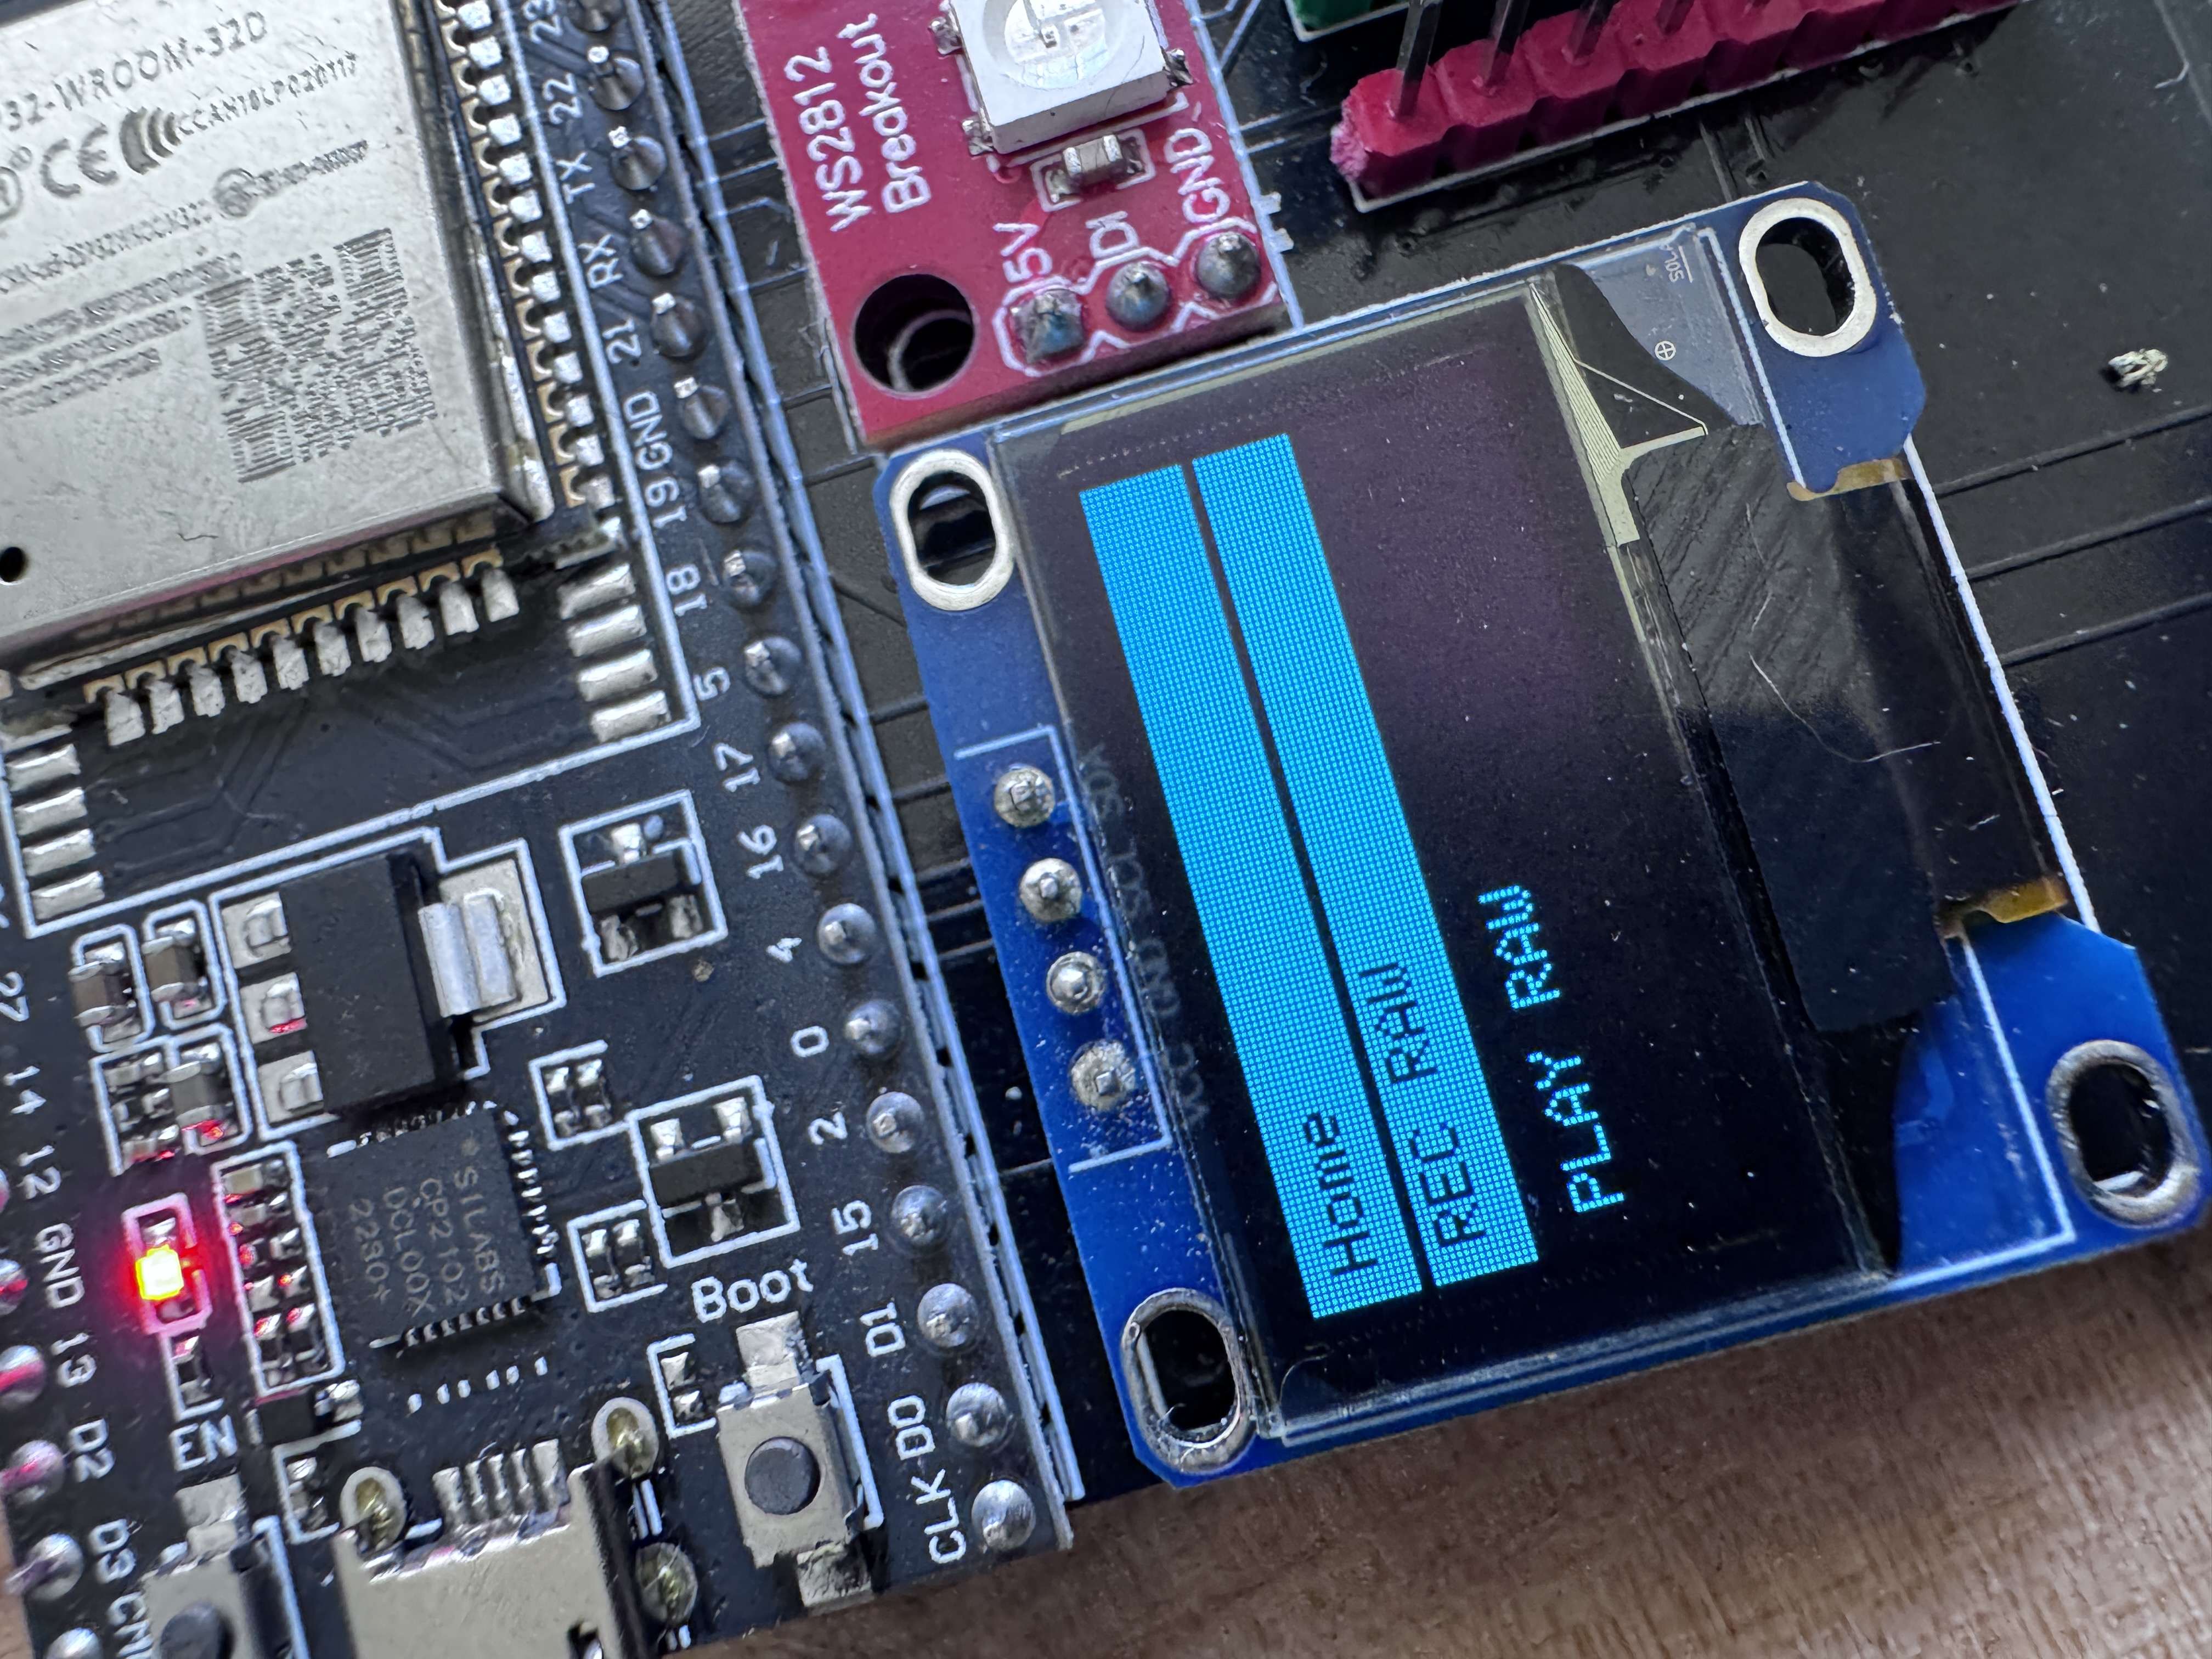 CMD D3 D2 13 GND 12 14 27
EN
SILABS
CP2102
DCL00X
2230+
32-WROOM-32D
CE
Boot
CLK D0 D1 15 2 0 4 16 17 5 18 19 GND 21 RX TX 22 23
WS2812
Breakout
5V
DI
GND
VCC GND SCL SDA
Home
REC RAW
PLAY RAW